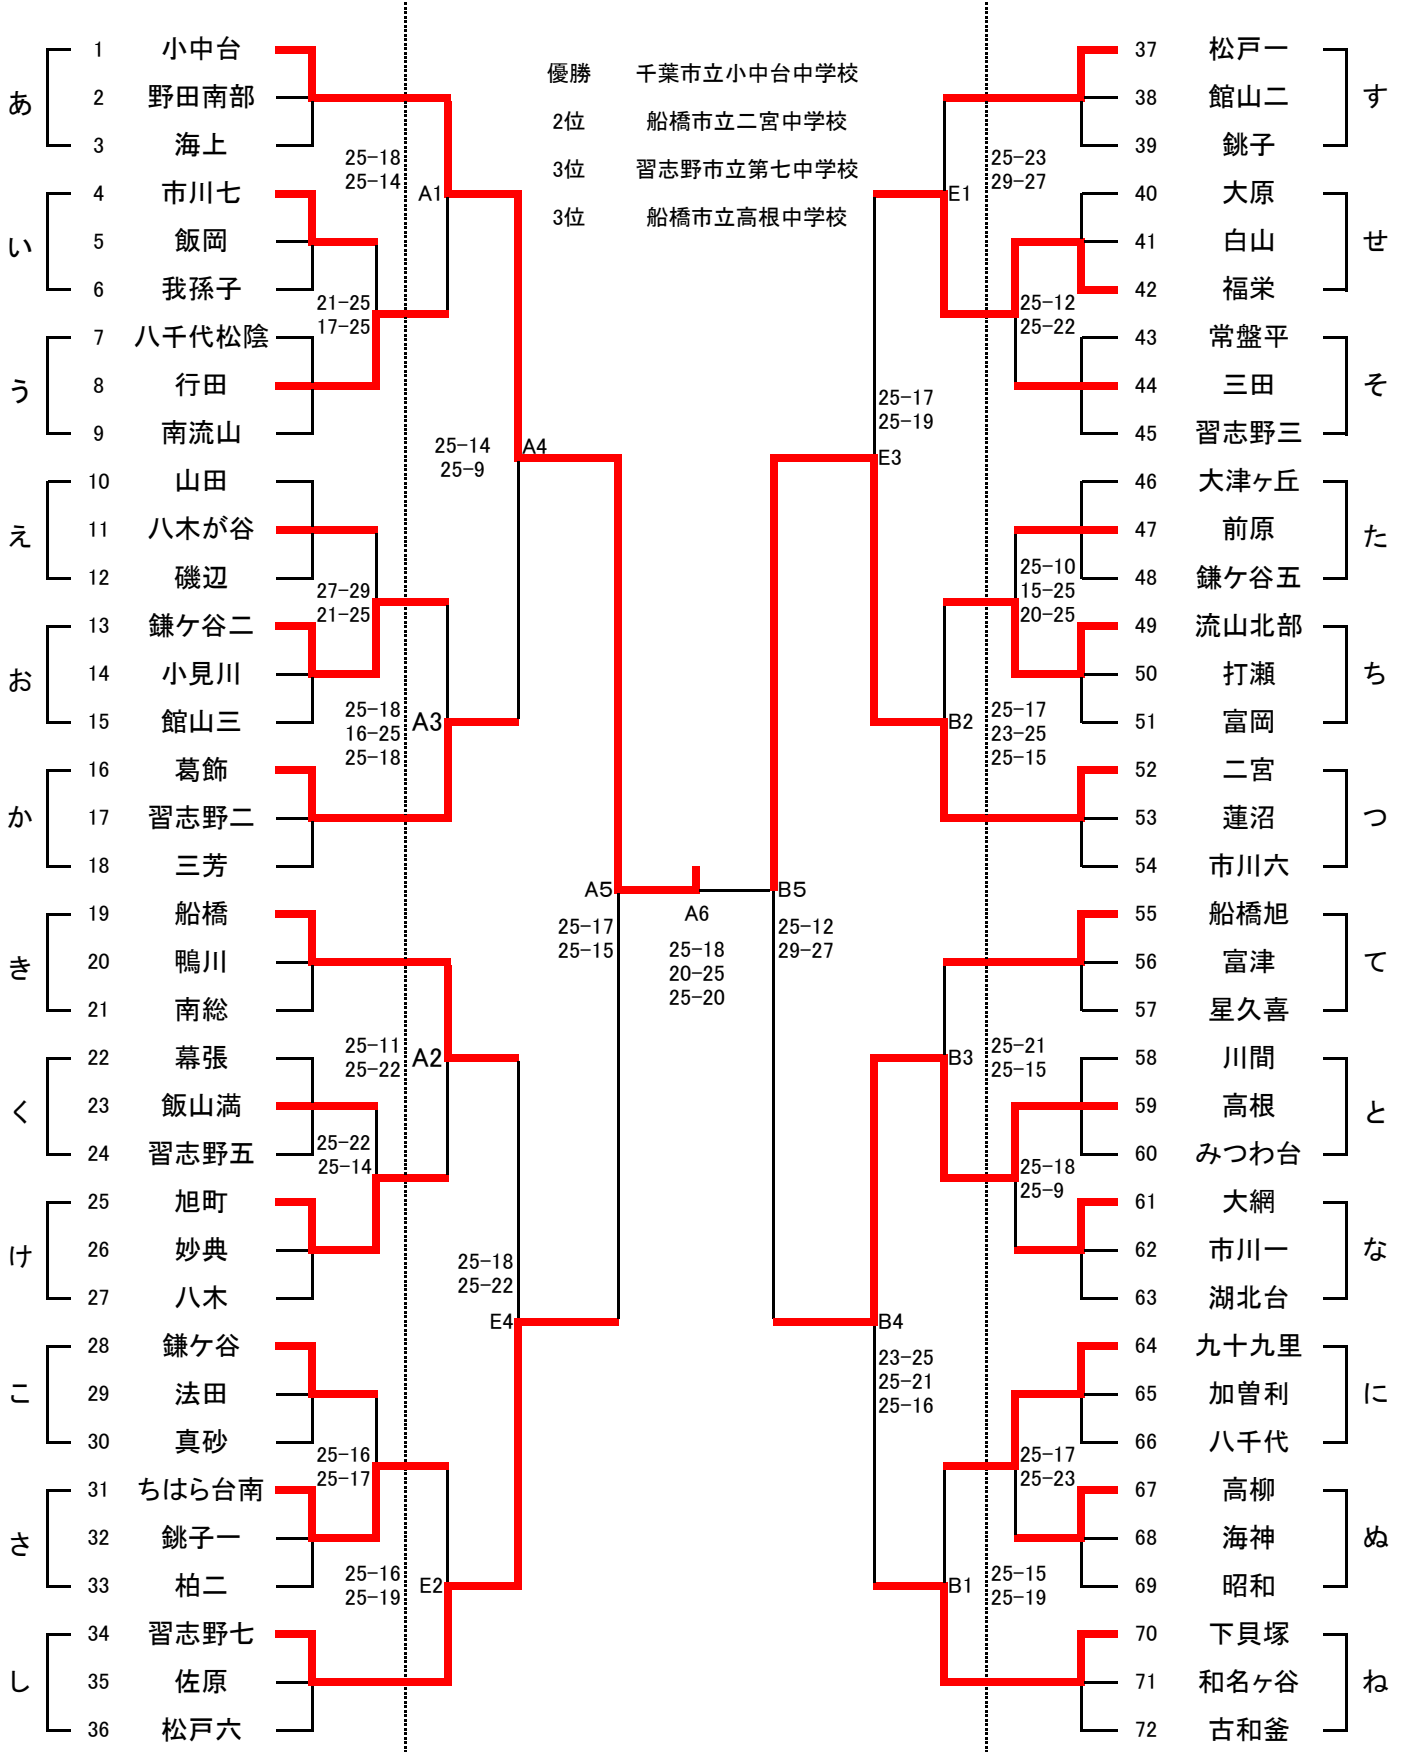 優勝 千葉市立小中台中学校
2位 船橋市立二宮中学校
3位 習志野市立第七中学校
3位 船橋市立高根中学校
あ
1 小中台
2 野田南部
3 海上
い
4 市川七
5 飯岡
6 我孫子
う
7 八千代松陰
8 行田
9 南流山
え
10 山田
11 八木が谷
12 磯辺
お
13 鎌ケ谷二
14 小見川
15 館山三
か
16 葛飾
17 習志野二
18 三芳
き
19 船橋
20 鴨川
21 南総
く
22 幕張
23 飯山満
24 習志野五
け
25 旭町
26 妙典
27 八木
こ
28 鎌ケ谷
29 法田
30 真砂
さ
31 ちはら台南
32 銚子一
33 柏二
し
34 習志野七
35 佐原
36 松戸六
25-18
25-14
A1
21-25
17-25
25-14
25-9
A4
27-29
21-25
25-18
16-25
25-18
A3
A5
25-17
25-15
A6
25-18
20-25
25-20
25-11
25-22
A2
25-22
25-14
25-18
25-22
E4
25-16
25-17
25-16
25-19
E2
25-23
29-27
E1
25-12
25-22
25-17
25-19
E3
25-10
15-25
20-25
B2
25-17
23-25
25-15
B5
25-12
29-27
B3
25-21
25-15
25-18
25-9
B4
23-25
25-21
25-16
25-17
25-23
B1
25-15
25-19
37 松戸一
38 館山二
39 銚子
す
40 大原
41 白山
42 福栄
せ
43 常盤平
44 三田
45 習志野三
そ
46 大津ヶ丘
47 前原
48 鎌ケ谷五
た
49 流山北部
50 打瀬
51 富岡
ち
52 二宮
53 蓮沼
54 市川六
つ
55 船橋旭
56 富津
57 星久喜
て
58 川間
59 高根
60 みつわ台
と
61 大網
62 市川一
63 湖北台
な
64 九十九里
65 加曽利
66 八千代
に
67 高柳
68 海神
69 昭和
ぬ
70 下貝塚
71 和名ヶ谷
72 古和釜
ね